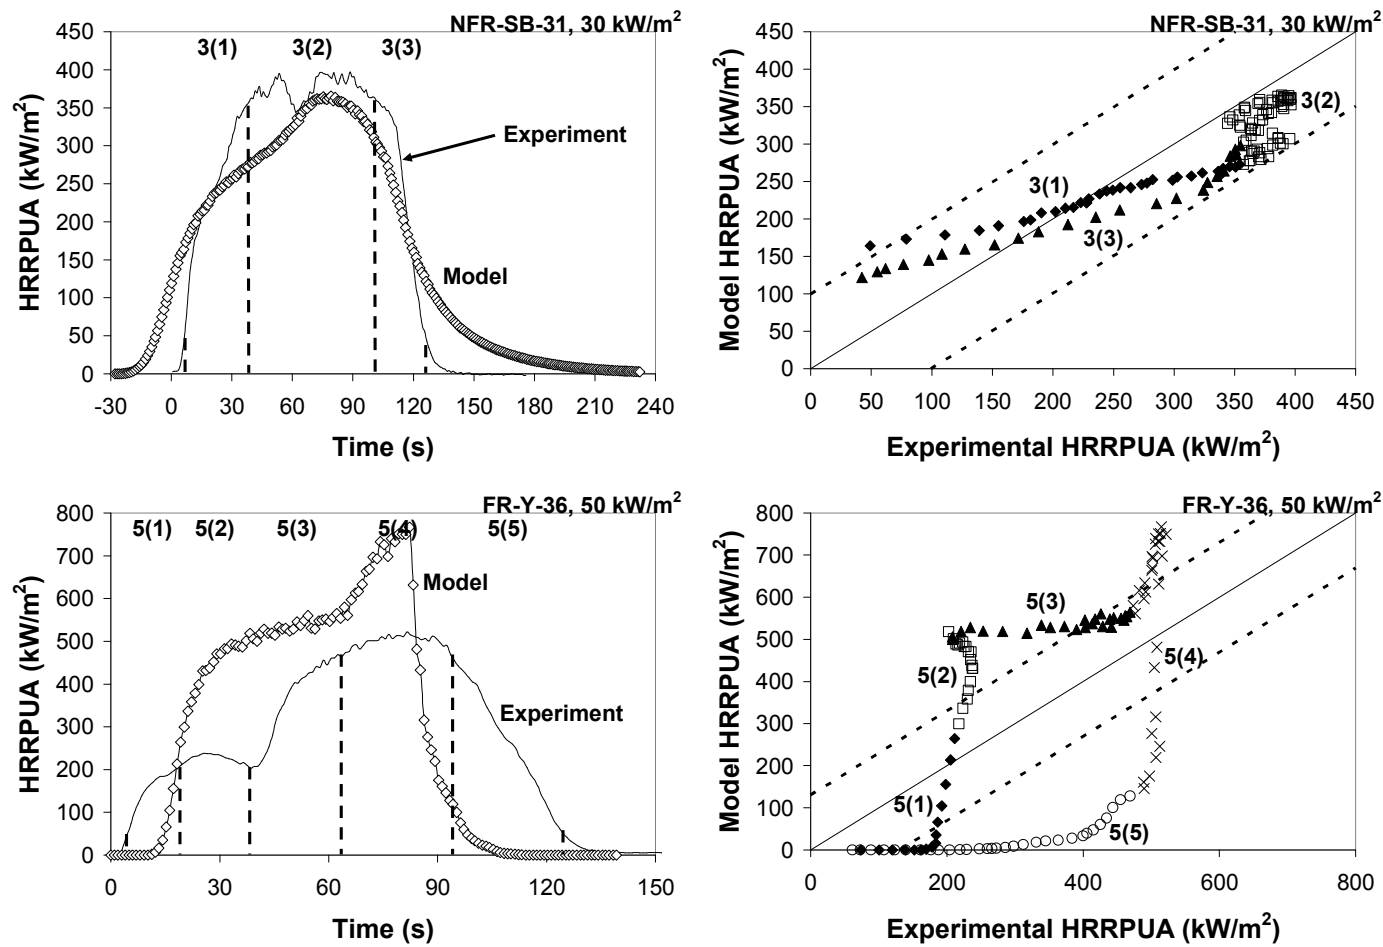 NFR-SB-31, 30 kW/m²
450
400
350
300
250
200
150
100
50
0
HRRPUA (kW/m²)
3(1) 3(2) 3(3)
Experiment
Model
-30 0 30 60 90 120 150 180 210 240
Time (s)
NFR-SB-31, 30 kW/m²
450
400
350
300
250
200
150
100
50
0
Model HRRPUA (kW/m²)
3(2)
3(1)
3(3)
0 50 100 150 200 250 300 350 400 450
Experimental HRRPUA (kW/m²)
FR-Y-36, 50 kW/m²
800
700
600
500
400
300
200
100
0
HRRPUA (kW/m²)
5(1) 5(2) 5(3) 5(4) 5(5)
Model
Experiment
0 30 60 90 120 150
Time (s)
FR-Y-36, 50 kW/m²
800
700
600
500
400
300
200
100
0
Model HRRPUA (kW/m²)
5(3)
5(4)
5(2)
5(1)
5(5)
0 200 400 600 800
Experimental HRRPUA (kW/m²)